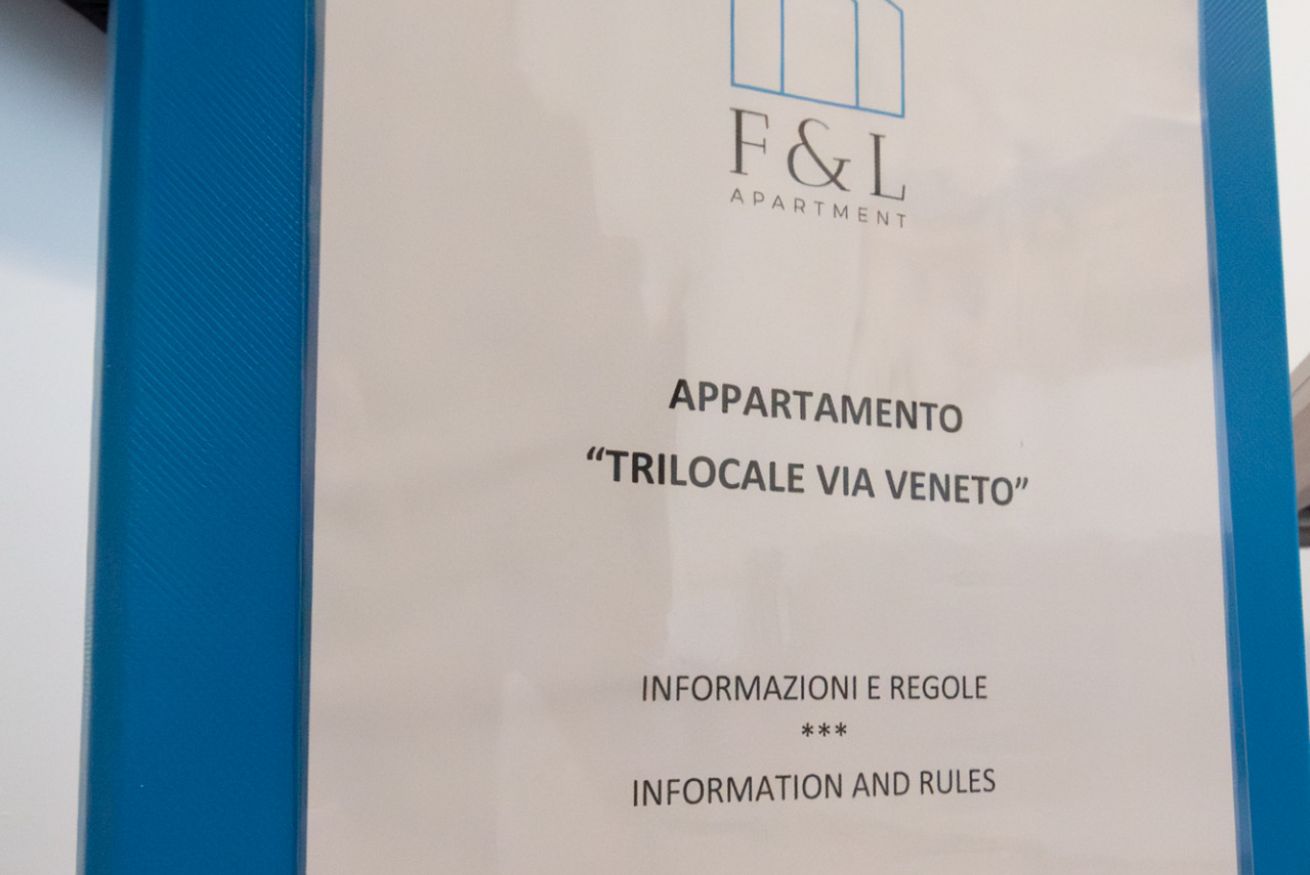 F & L
APARTMENT
APPARTAMENTO
“TRILOCALE VIA VENETO”
INFORMAZIONI E REGOLE
***
INFORMATION AND RULES